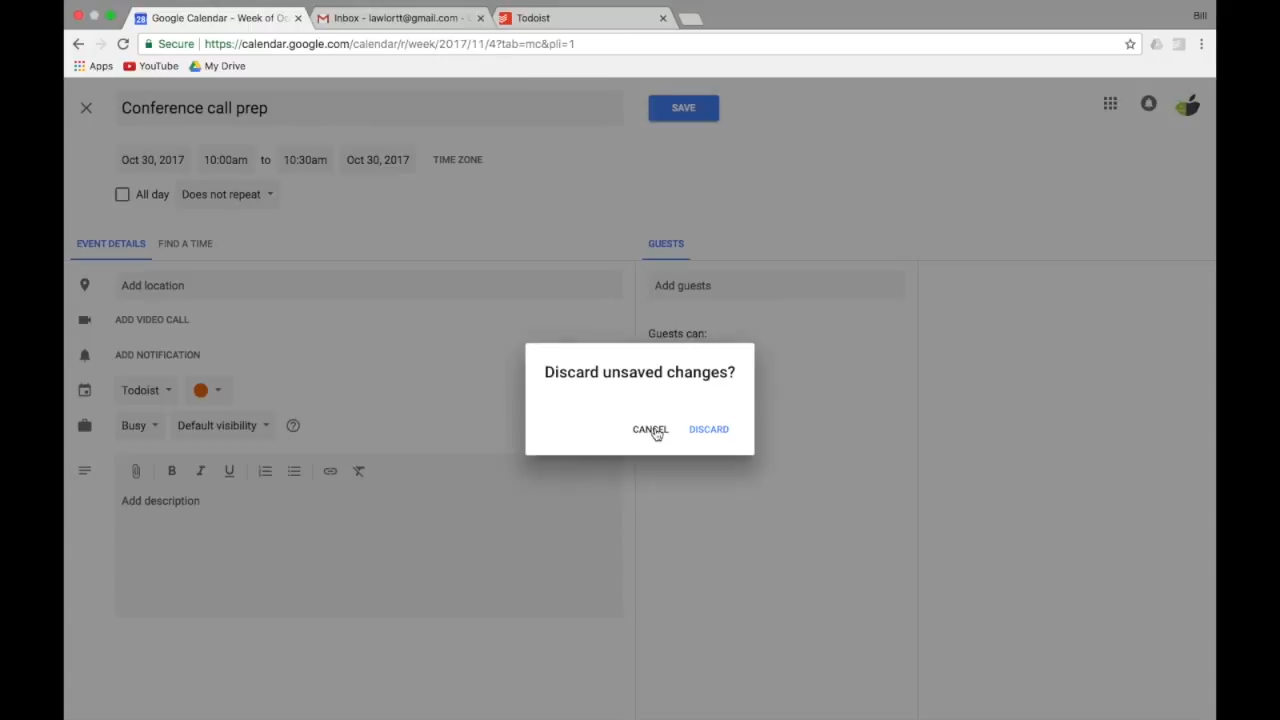 Google Calendar - Week of Oc
Inbox - lawlortt@gmail.com -
Todoist
Bill
Secure
https://calendar.google.com/calendar/r/week/2017/11/4?tab=mc&pli=1
Apps
YouTube
My Drive
Conference call prep
SAVE
Oct 30, 2017
10:00am
to
10:30am
Oct 30, 2017
TIME ZONE
All day
Does not repeat
EVENT DETAILS
FIND A TIME
GUESTS
Add location
Add guests
ADD VIDEO CALL
Guests can:
ADD NOTIFICATION
Discard unsaved changes?
Todoist
Busy
Default visibility
CANCEL
DISCARD
B
I
U
Add description